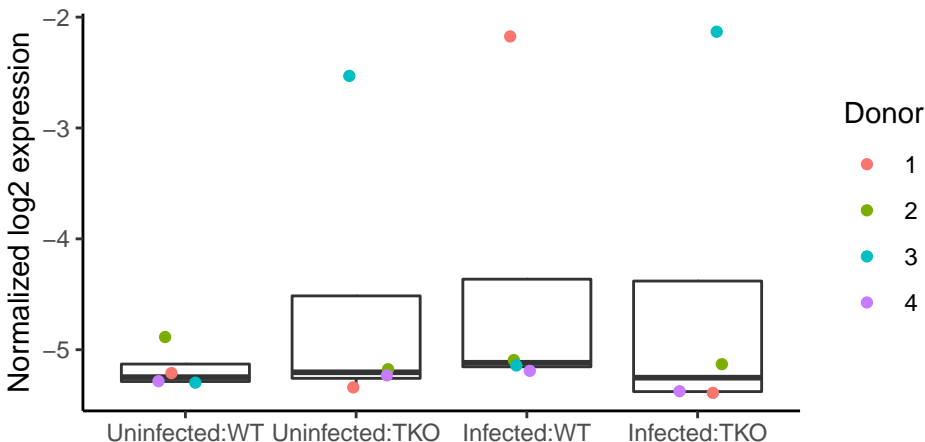 Normalized log2 expression
−2
−3
−4
−5
Uninfected:WT
Uninfected:TKO
Infected:WT
Infected:TKO
Donor
1
2
3
4